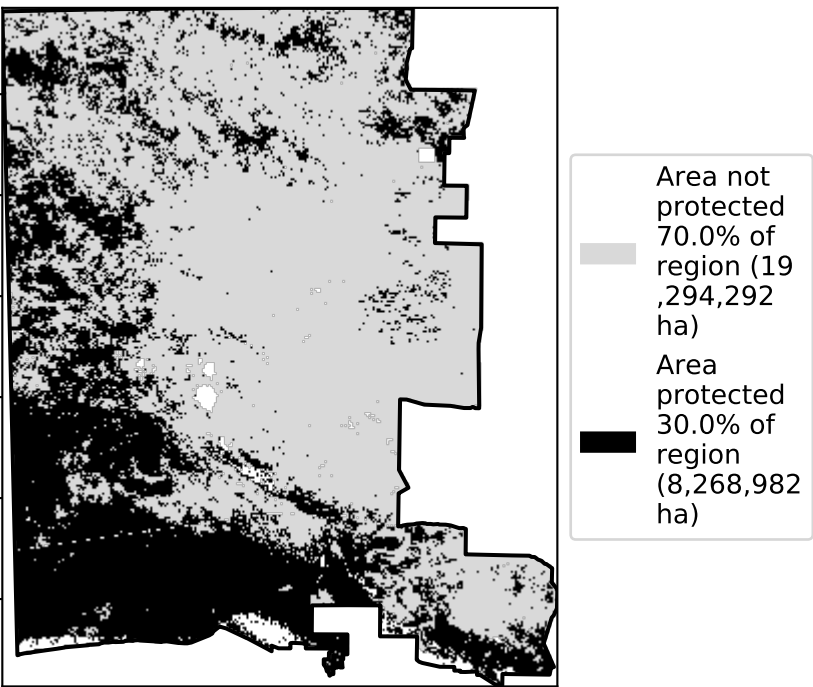 Area not
protected
70.0% of
region (19
,294,292
ha)
Area
protected
30.0% of
region
(8,268,982
ha)